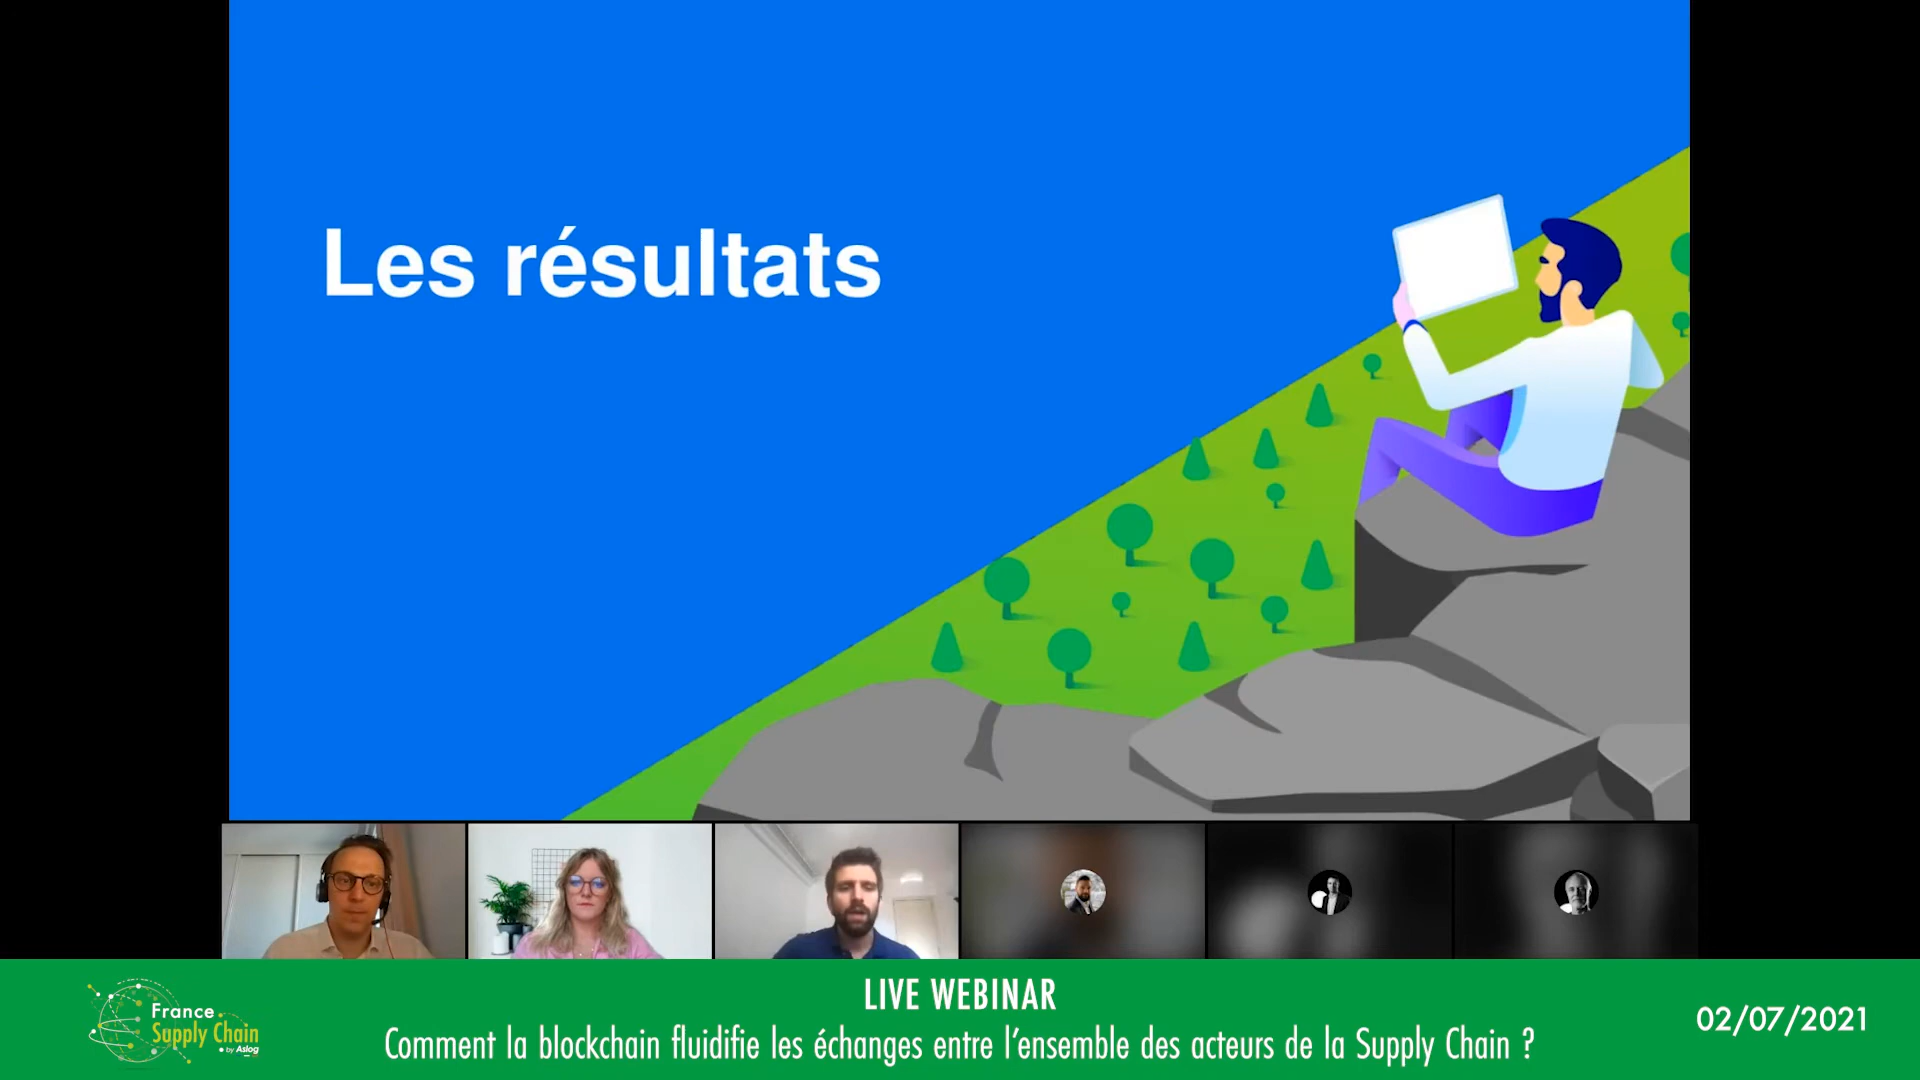 Les résultats
LIVE WEBINAR
Comment la blockchain fluidifie les échanges entre l'ensemble des acteurs de la Supply Chain ?
France
Supply Chain
by Aslog
02/07/2021